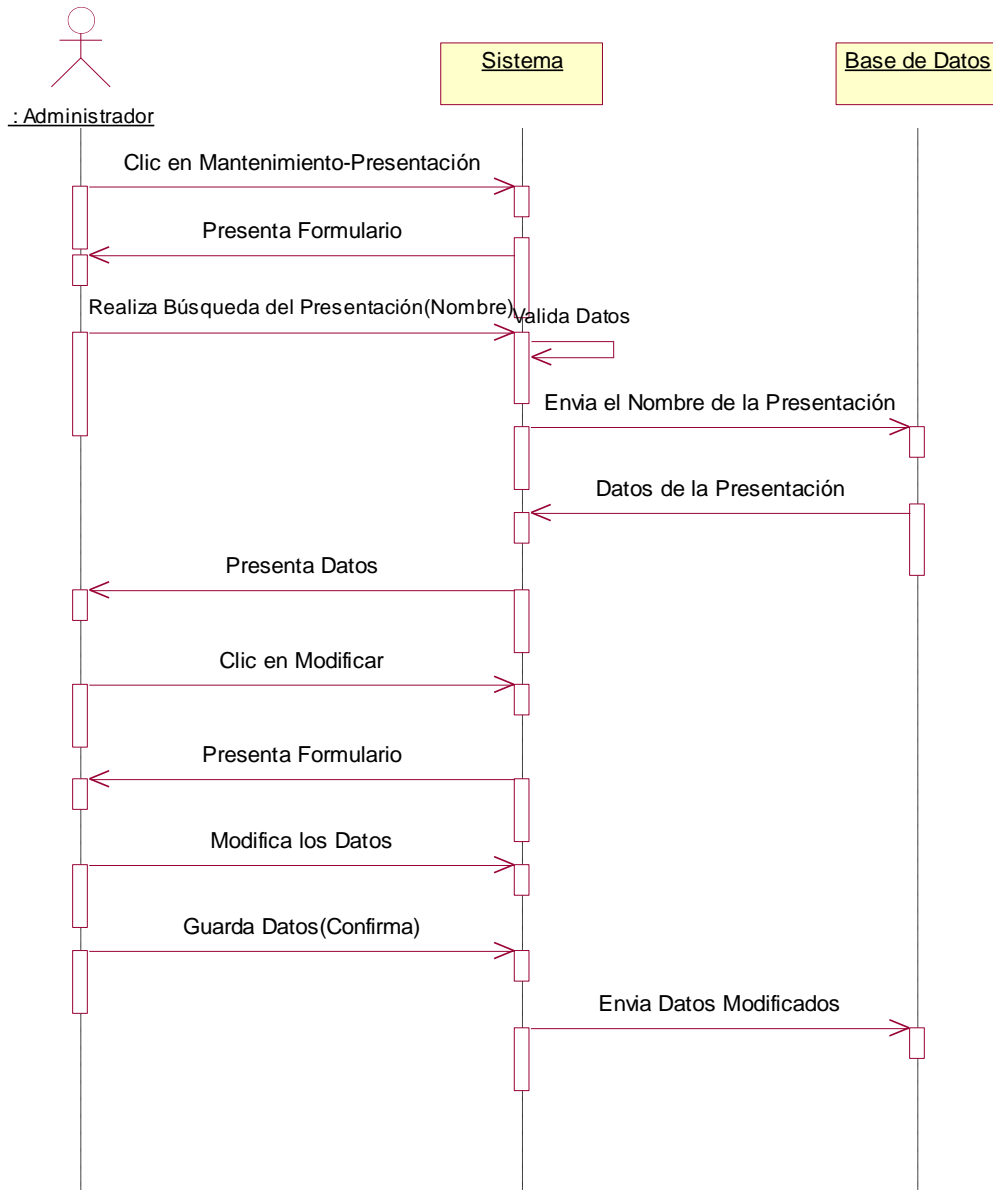 Sistema
Base de Datos
: Administrador
Clic en Mantenimiento-Presentación
Presenta Formulario
Realiza Búsqueda del Presentación(Nombre)
Valida Datos
Envia el Nombre de la Presentación
Datos de la Presentación
Presenta Datos
Clic en Modificar
Presenta Formulario
Modifica los Datos
Guarda Datos(Confirma)
Envia Datos Modificados